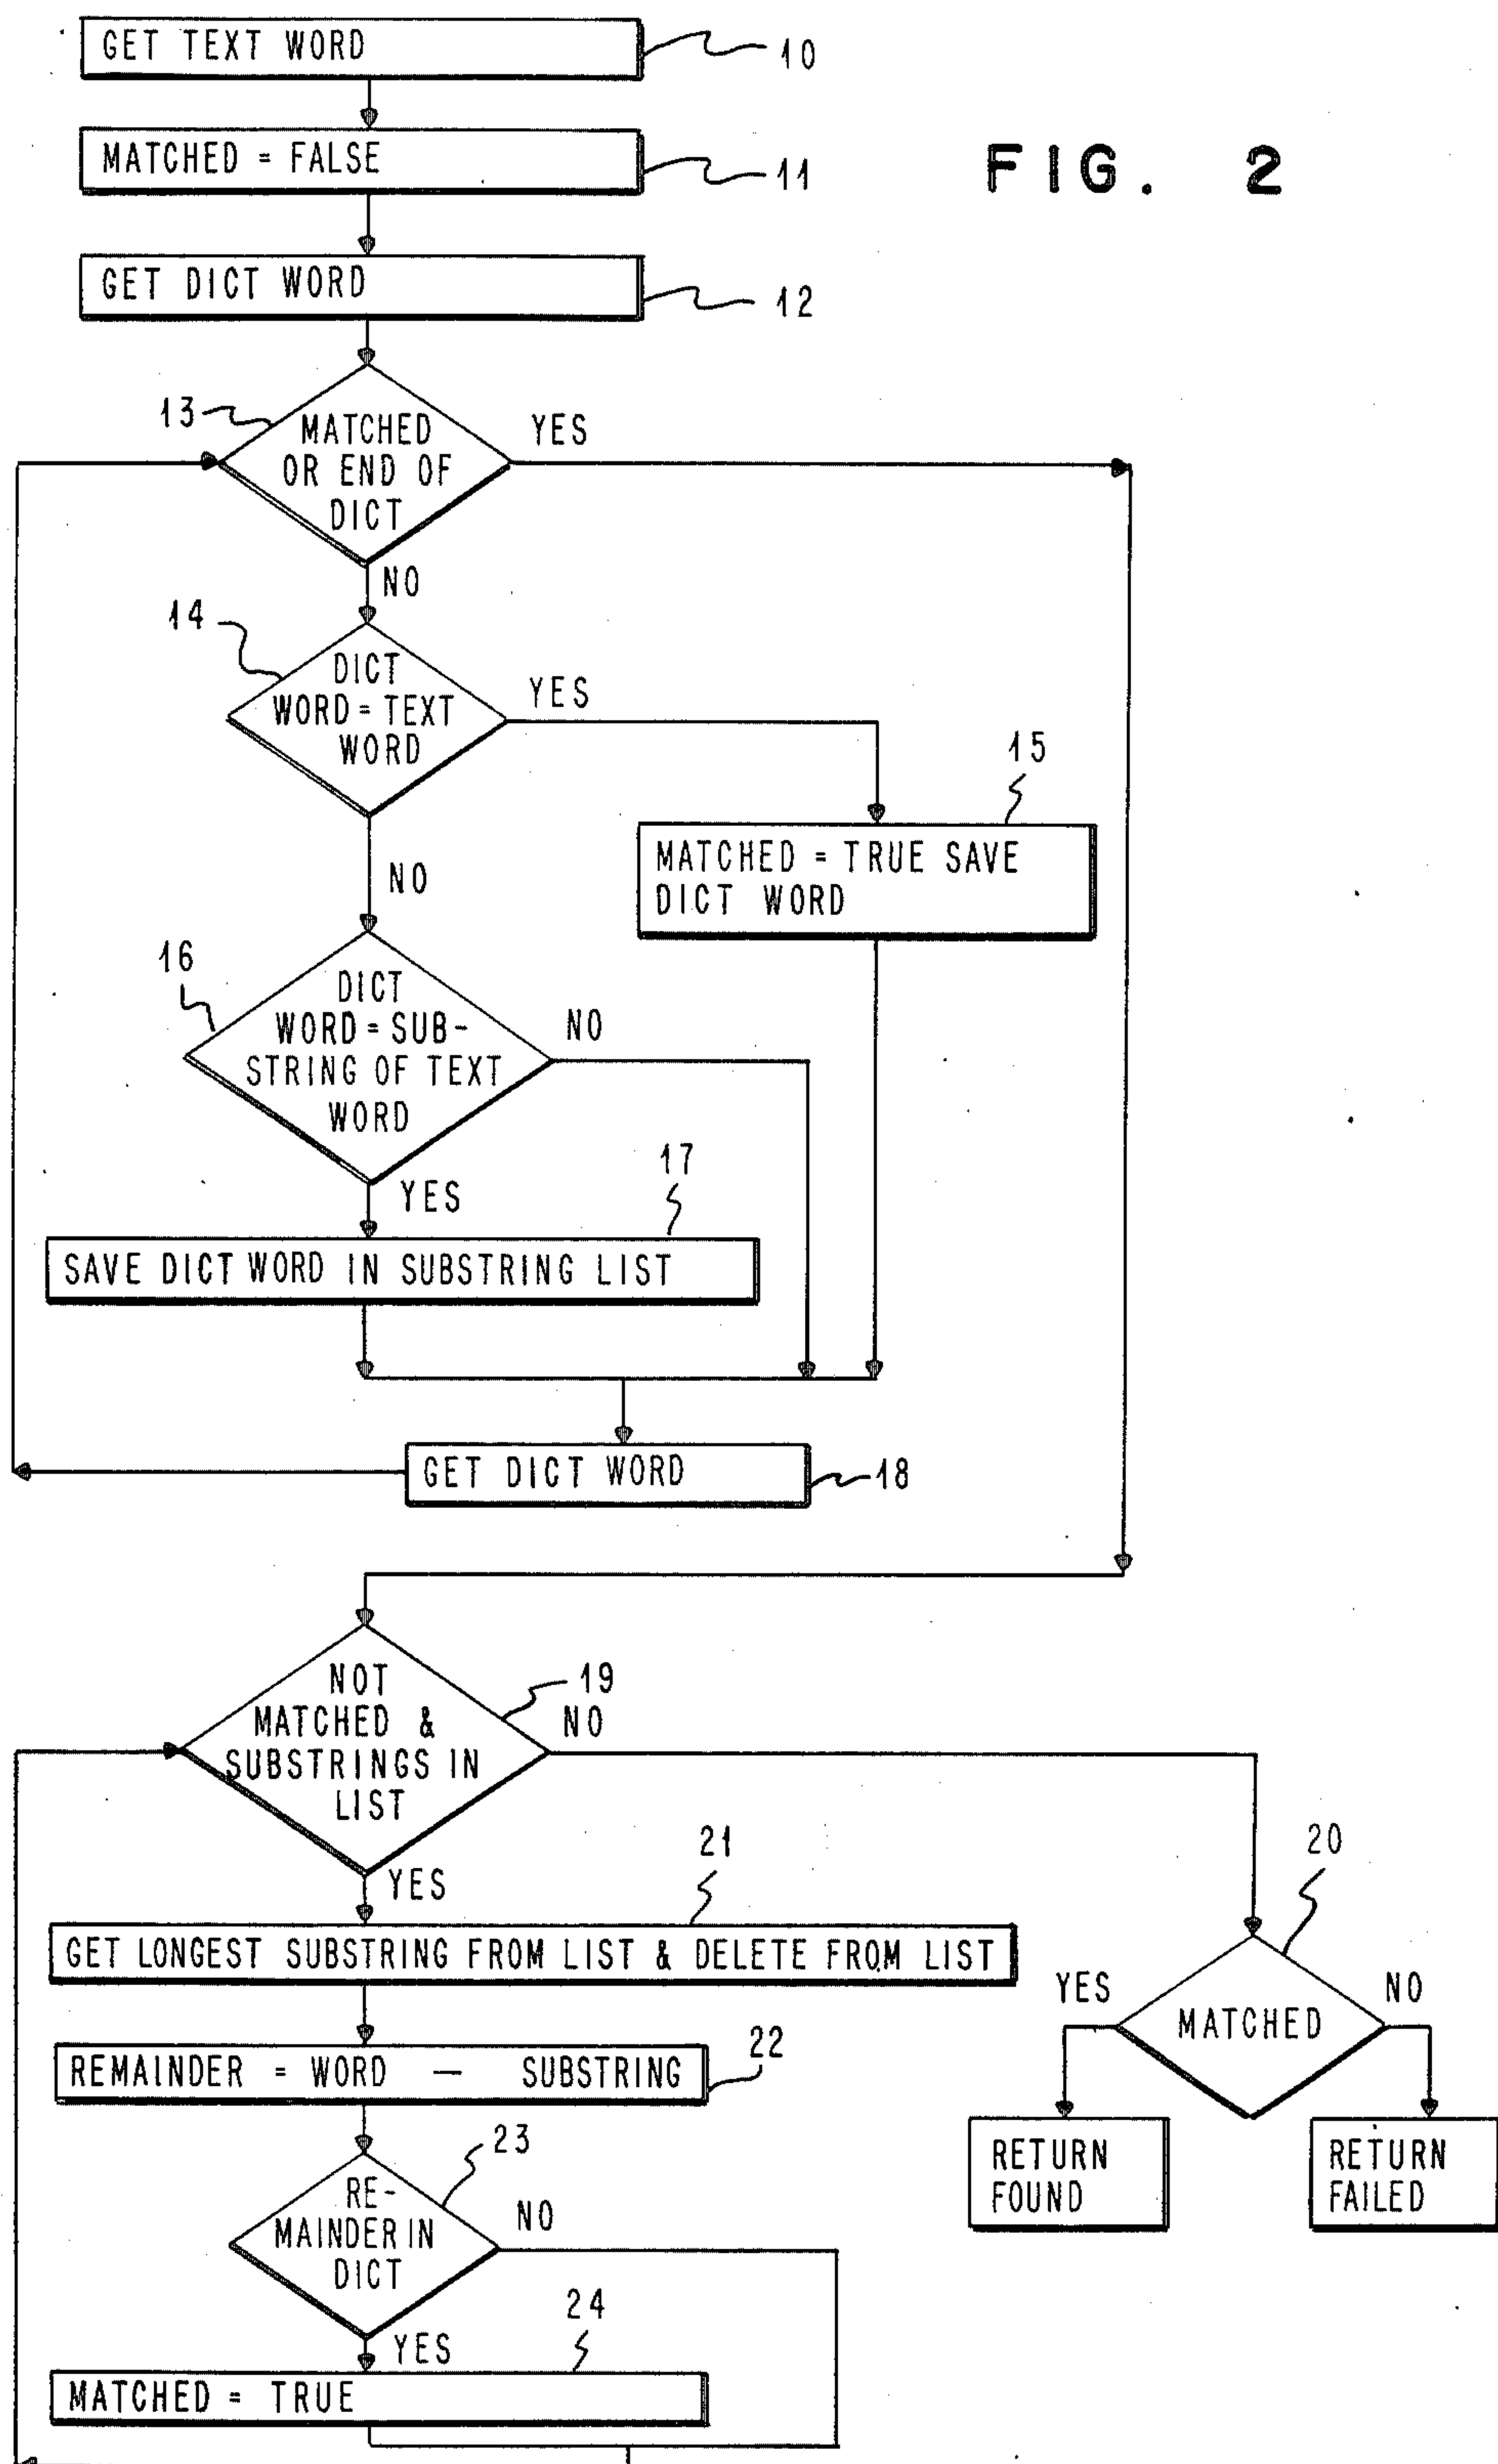 GET TEXT WORD
10
MATCHED = FALSE
11
FIG. 2
GET DICT WORD
12
13
MATCHED
OR END OF
DICT
YES
NO
14
DICT
WORD = TEXT
WORD
YES
15
MATCHED = TRUE SAVE
DICT WORD
NO
16
DICT
WORD = SUB-
STRING OF TEXT
WORD
NO
17
YES
SAVE DICT WORD IN SUBSTRING LIST
GET DICT WORD
18
NOT
MATCHED &
SUBSTRINGS IN
LIST
19
NO
YES
21
20
GET LONGEST SUBSTRING FROM LIST & DELETE FROM LIST
YES
NO
MATCHED
REMAINDER = WORD — SUBSTRING
22
RETURN
FOUND
RETURN
FAILED
23
RE-
MAINDER IN
DICT
NO
24
YES
MATCHED = TRUE